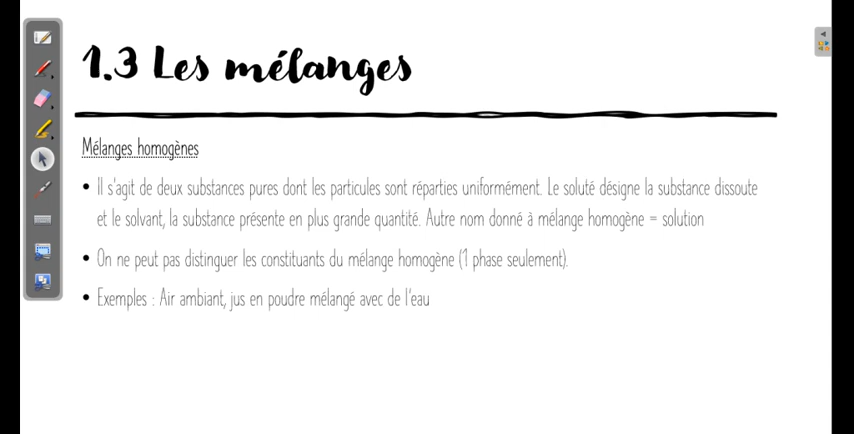 1.3 Les mélanges
Mélanges homogènes
• Il s'agit de deux substances pures dont les particules sont réparties uniformément. Le soluté désigne la substance dissoute
et le solvant, la substance présente en plus grande quantité. Autre nom donné à mélange homogène = solution
• On ne peut pas distinguer les constituants du mélange homogène (1 phase seulement).
• Exemples : Air ambiant, jus en poudre mélangé avec de l'eau